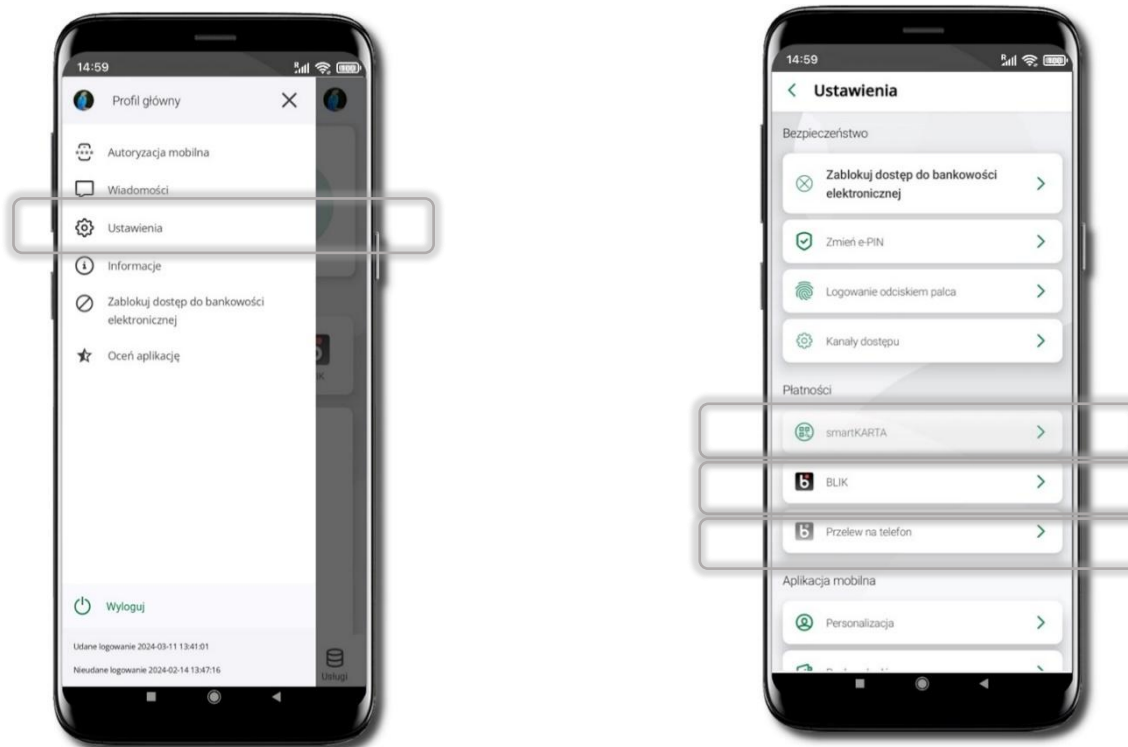 14:59
Profil główny
Autoryzacja mobilna
Wiadomości
Ustawienia
Informacje
Zablokuj dostęp do bankowości
elektronicznej
Oceń aplikację
Wyloguj
Udane logowanie 2024-03-11 13:41:01
Nieudane logowanie 2024-02-14 13:47:16
Usługi
14:59
Ustawienia
Bezpieczeństwo
Zablokuj dostęp do bankowości
elektronicznej
Zmień e-PIN
Logowanie odciskiem palca
Kanały dostępu
Płatności
smartKARTA
BLIK
Przelew na telefon
Aplikacja mobilna
Personalizacja